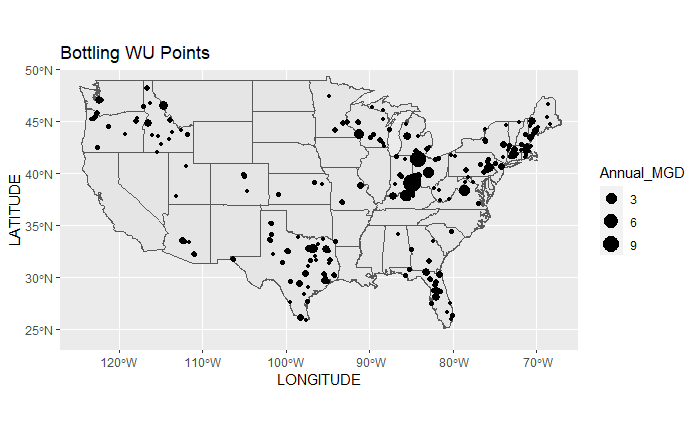 Bottling WU Points
50°N
45°N
40°N
35°N
30°N
25°N
LATITUDE
120°W
110°W
100°W
90°W
80°W
70°W
LONGITUDE
Annual_MGD
3
6
9